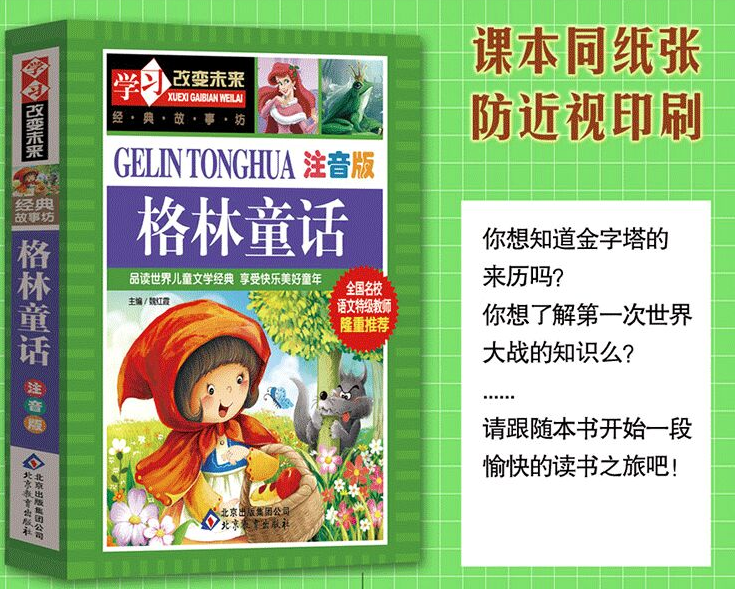 学习
改变未来
经典
故事坊
格林童话
注音版
北京出版集团公司
北京教育出版社
学习
改变未来
XUEXI GAIBIAN WEILAI
经·典·故·事·坊
GELIN TONGHUA 注音版
格林童话
品读世界儿童文学经典 享受快乐美好童年
主编/魏红霞
全国名校
语文特级教师
隆重推荐
北京出版集团公司
北京教育出版社
课本同纸张
防近视印刷
你想知道金字塔的
来历吗?
你想了解第一次世界
大战的知识么?
......
请跟随本书开始一段
愉快的读书之旅吧!